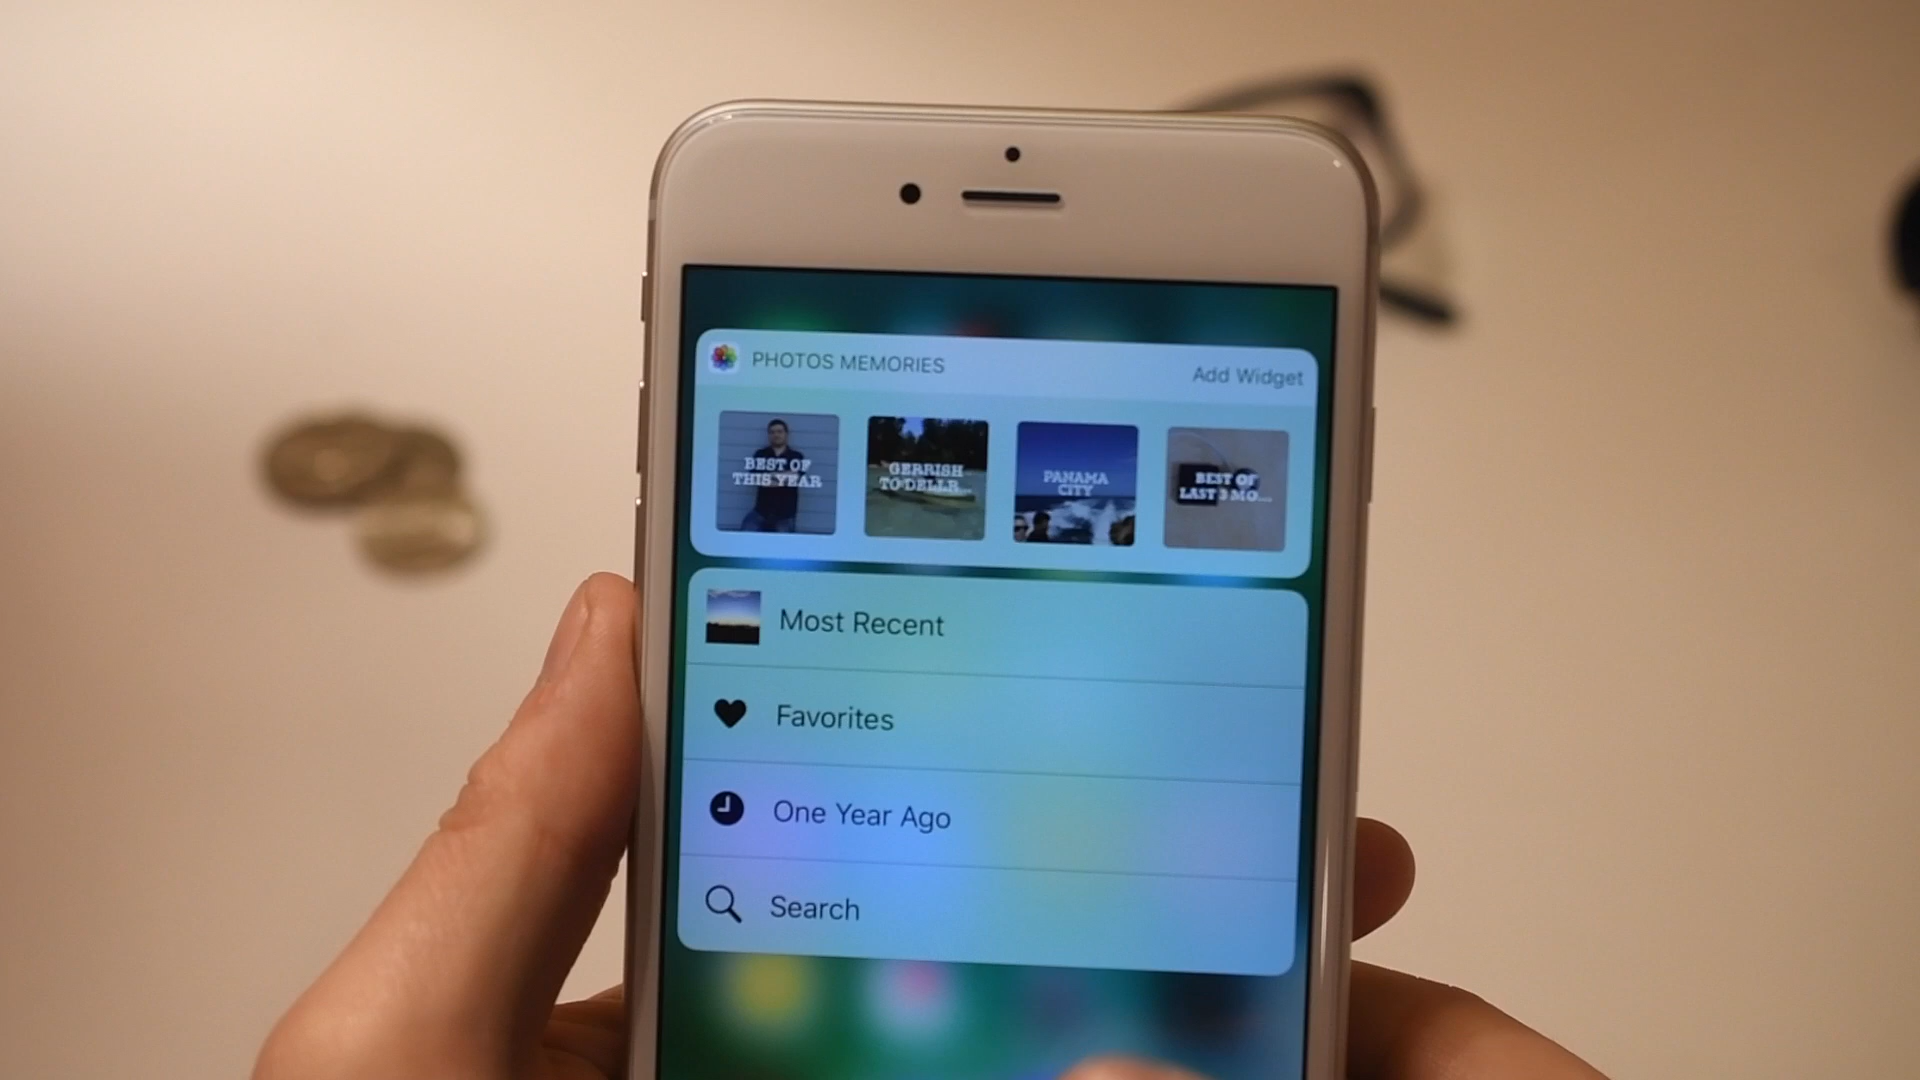 PHOTOS MEMORIES
Add Widget
BEST OF
THIS YEAR
GERRISH
TO DELLR...
PANAMA
CITY
BEST OF
LAST 3 MO...
Most Recent
Favorites
One Year Ago
Search